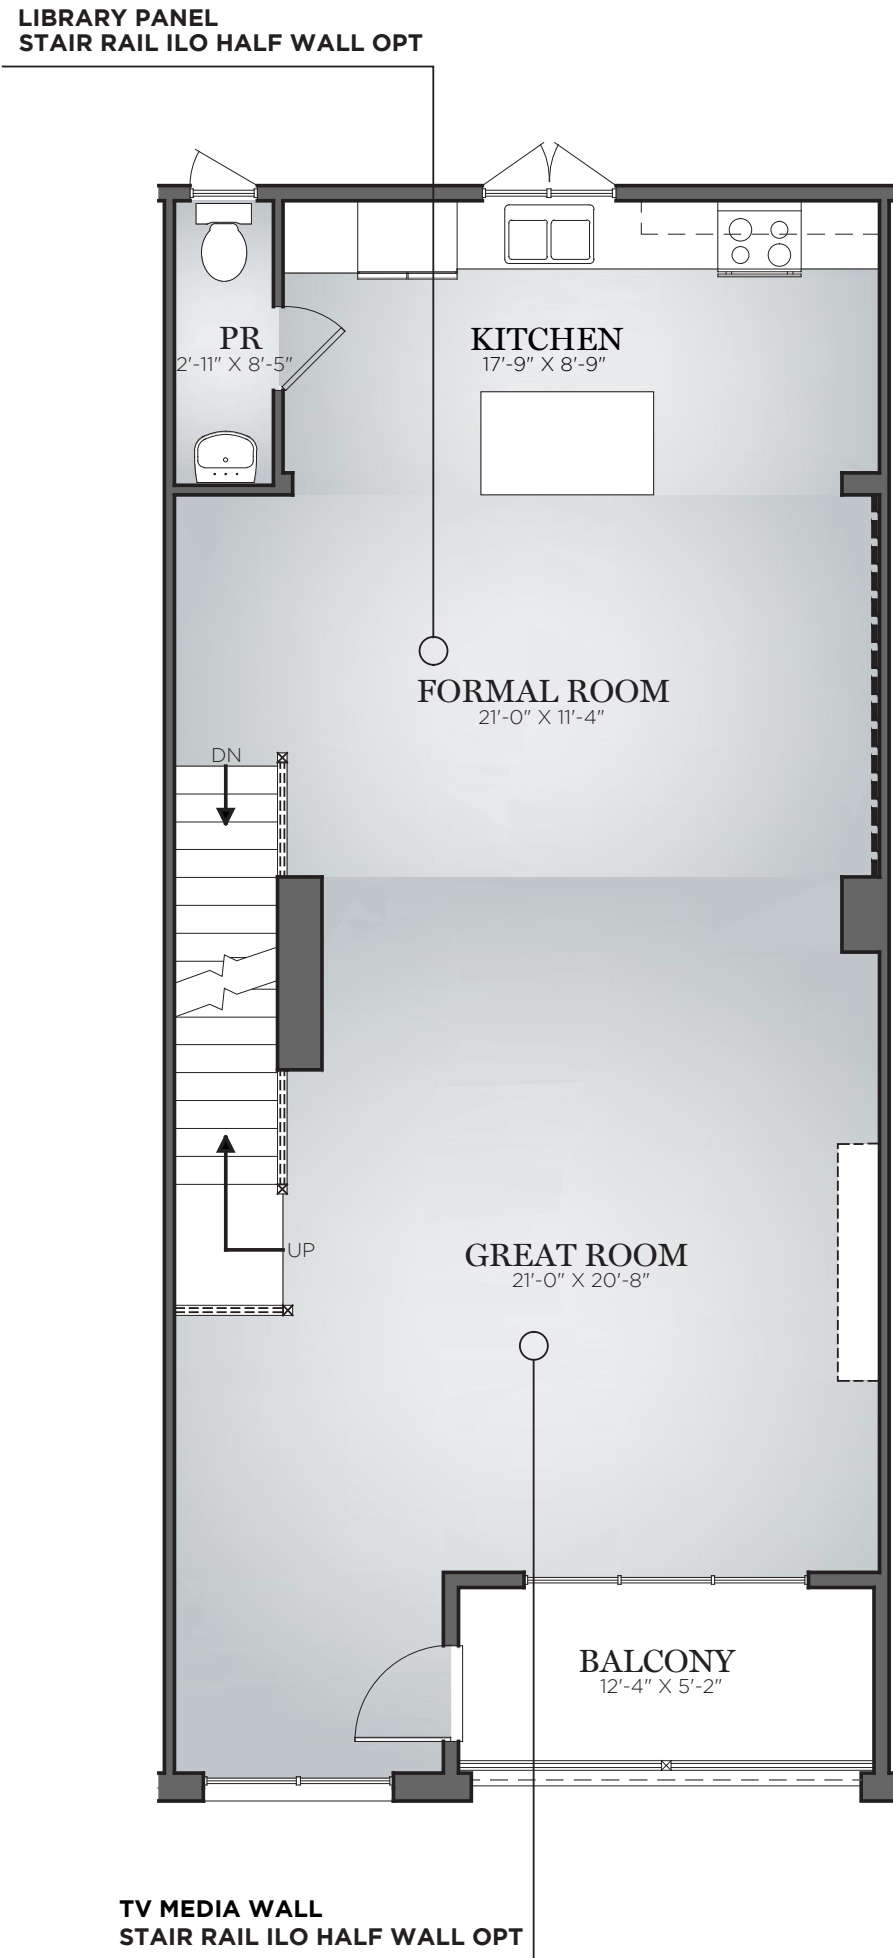 LIBRARY PANEL
STAIR RAIL ILO HALF WALL OPT
PR
2'-11" X 8'-5"
KITCHEN
17'-9" X 8'-9"
FORMAL ROOM
21'-0" X 11'-4"
DN
UP
GREAT ROOM
21'-0" X 20'-8"
BALCONY
12'-4" X 5'-2"
TV MEDIA WALL
STAIR RAIL ILO HALF WALL OPT